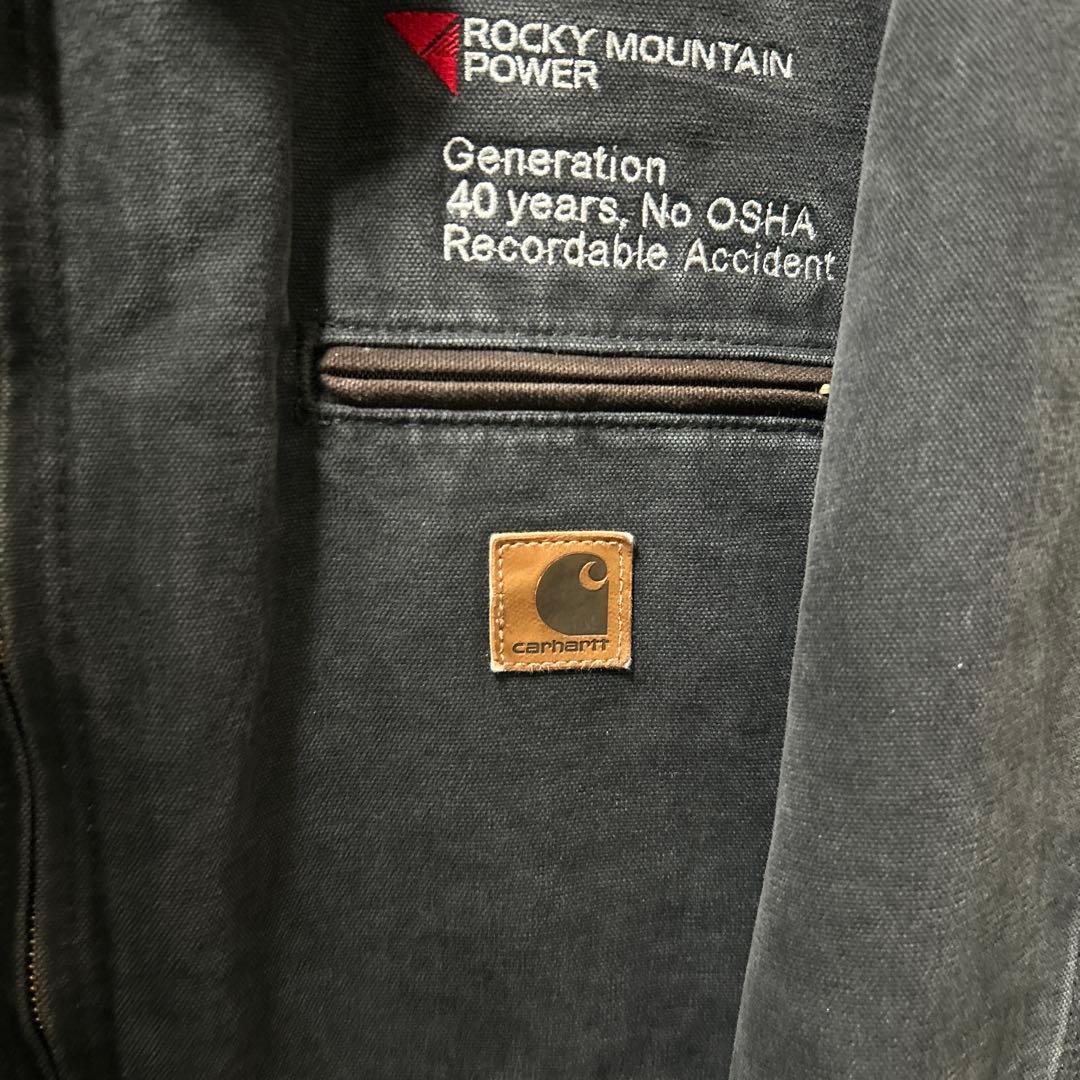 ROCKY MOUNTAIN
POWER
Generation
40 years, No OSHA
Recordable Accident
carhartt